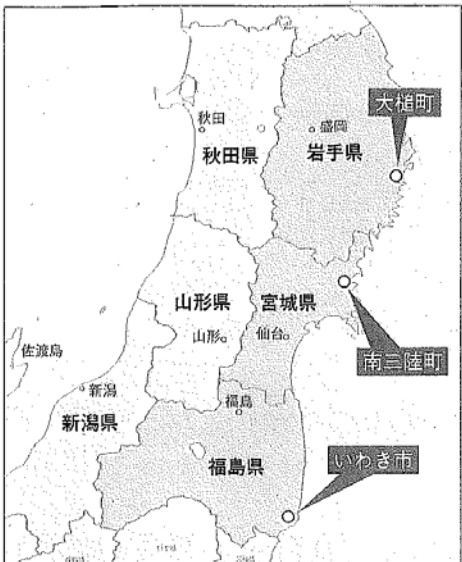 大槌町
秋田
盛岡
秋田県
岩手県
山形県
宮城県
山形
仙台
佐渡島
南三陸町
新潟
福島
新潟県
福島県
いわき市